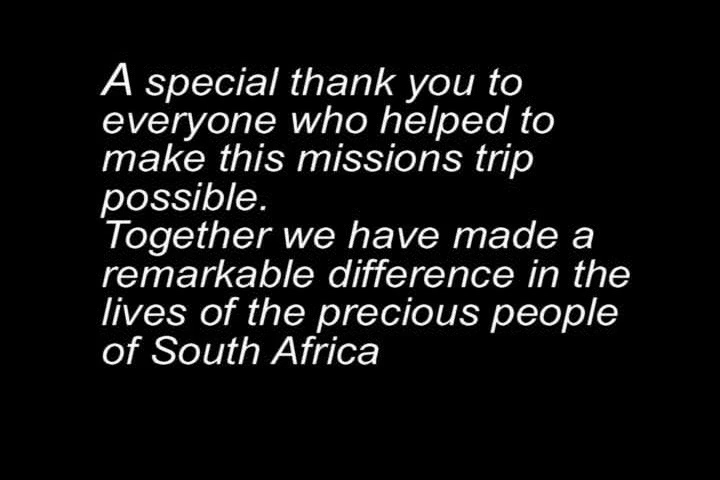 A special thank you to
everyone who helped to
make this missions trip
possible.
Together we have made a
remarkable difference in the
lives of the precious people
of South Africa